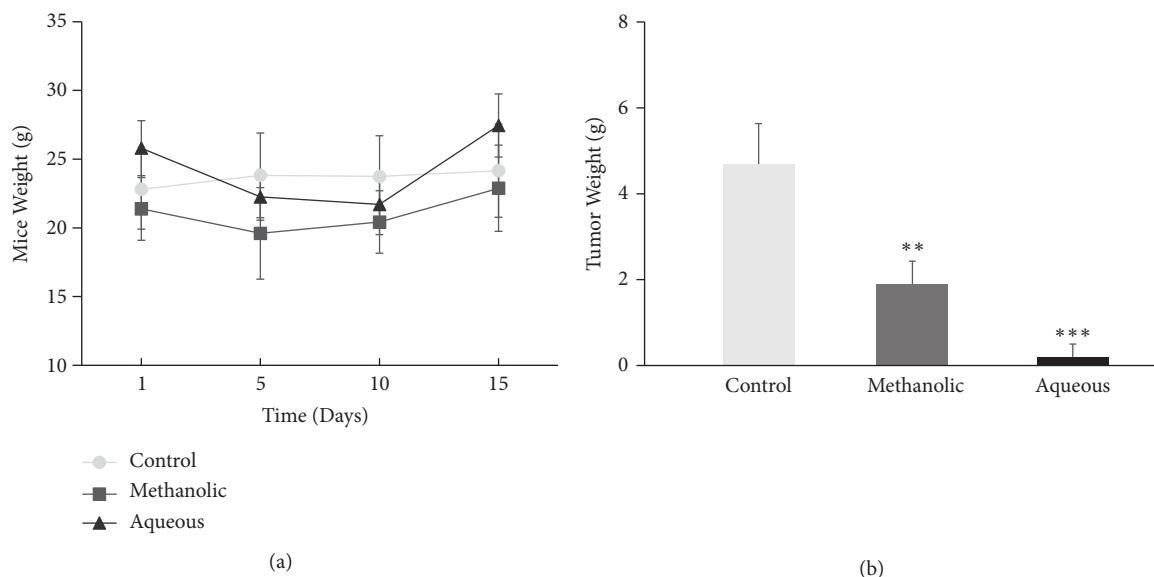 35
30
25
20
15
10
Mice Weight (g)
1 5 10 15
Time (Days)
Control
Methanolic
Aqueous
(a)
8
6
4
2
0
Tumor Weight (g)
**
***
Control Methanolic Aqueous
(b)